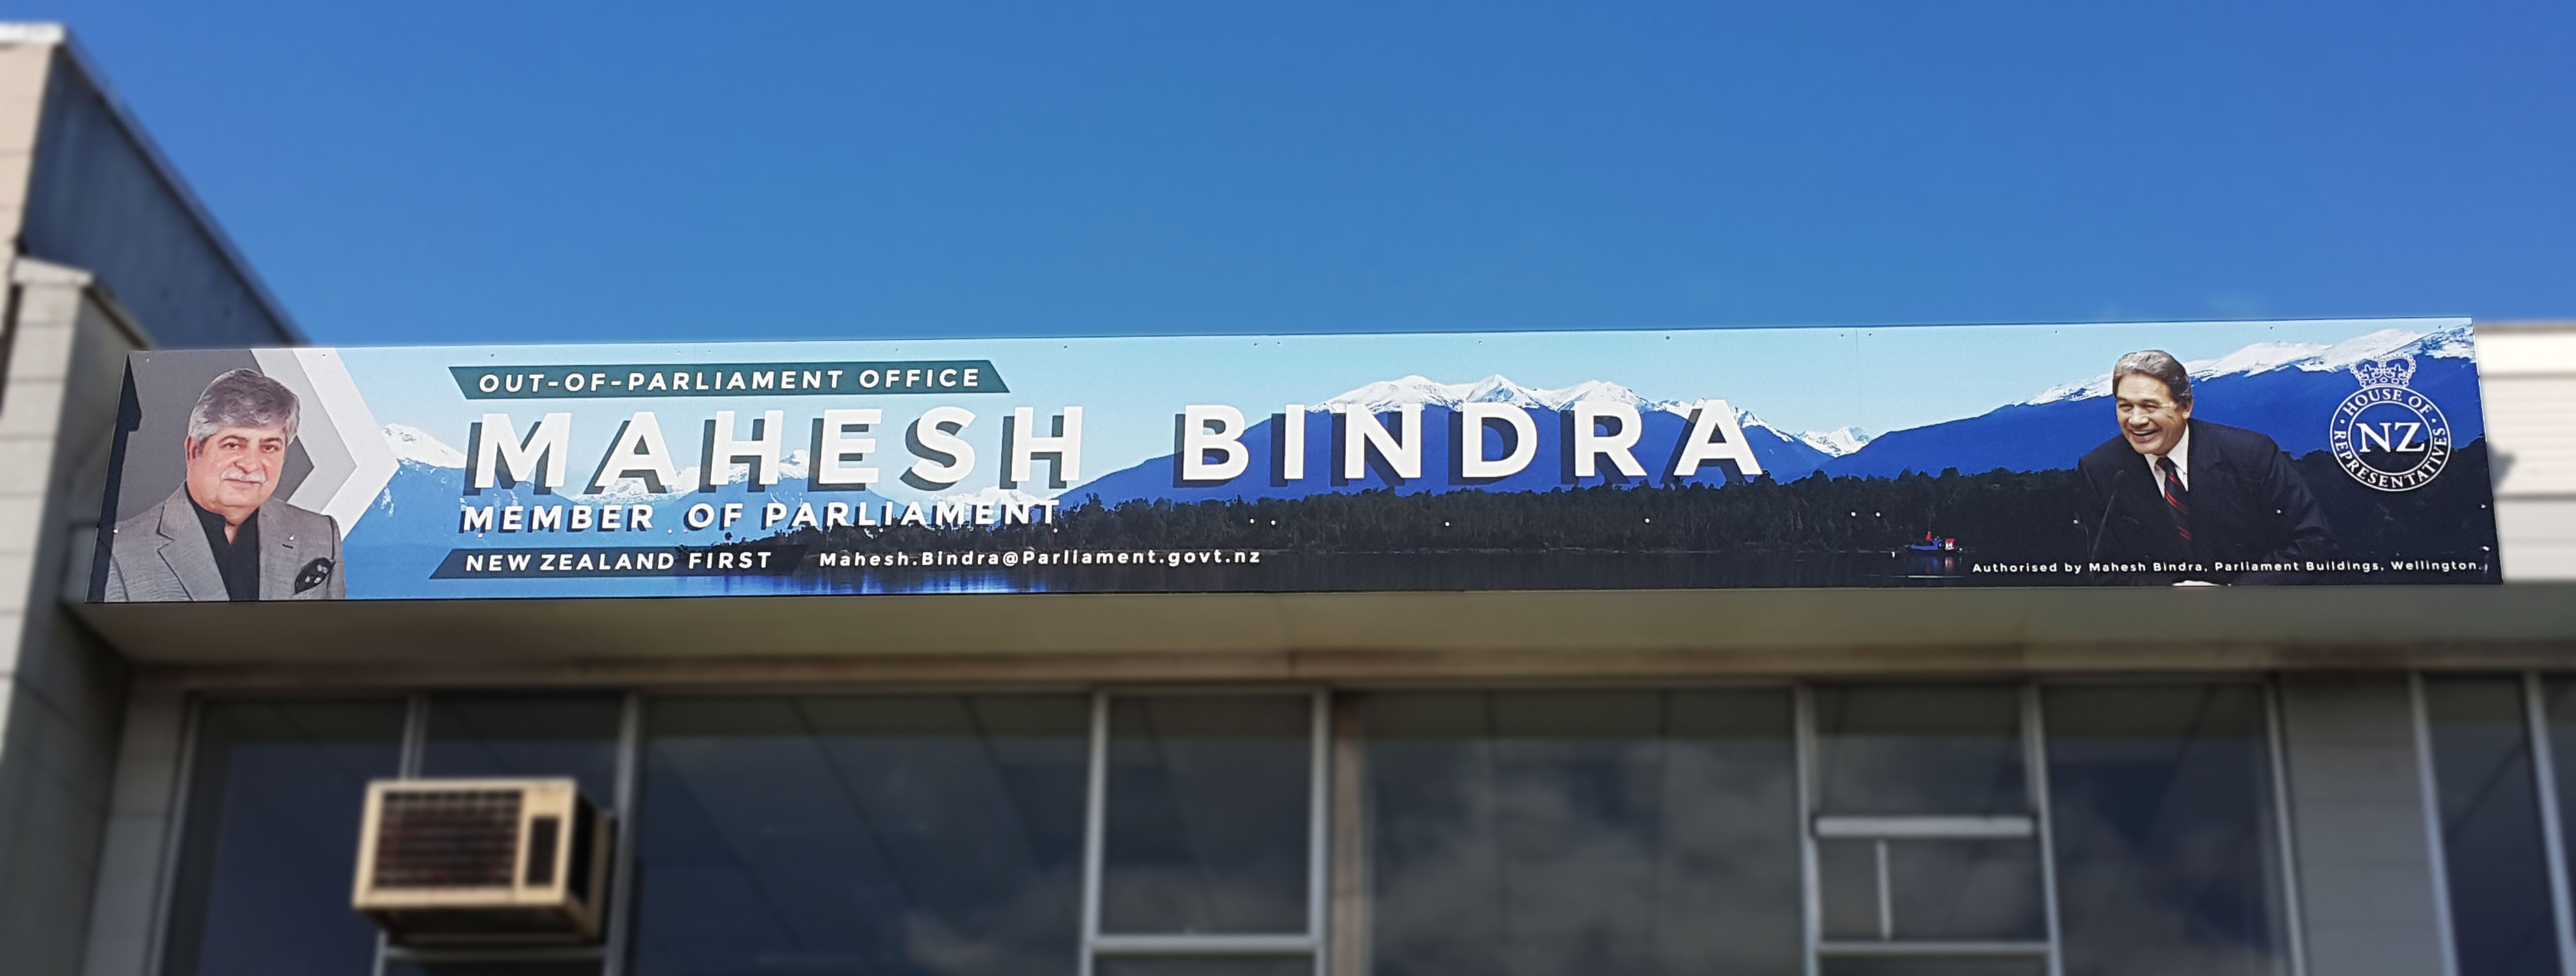 OUT-OF-PARLIAMENT OFFICE
MAHESH BINDRA
MEMBER OF PARLIAMENT
NEW ZEALAND FIRST Mahesh.Bindra@Parliament.govt.nz
HOUSE OF REPRESENTATIVES
NZ
Authorised by Mahesh Bindra, Parliament Buildings, Wellington.